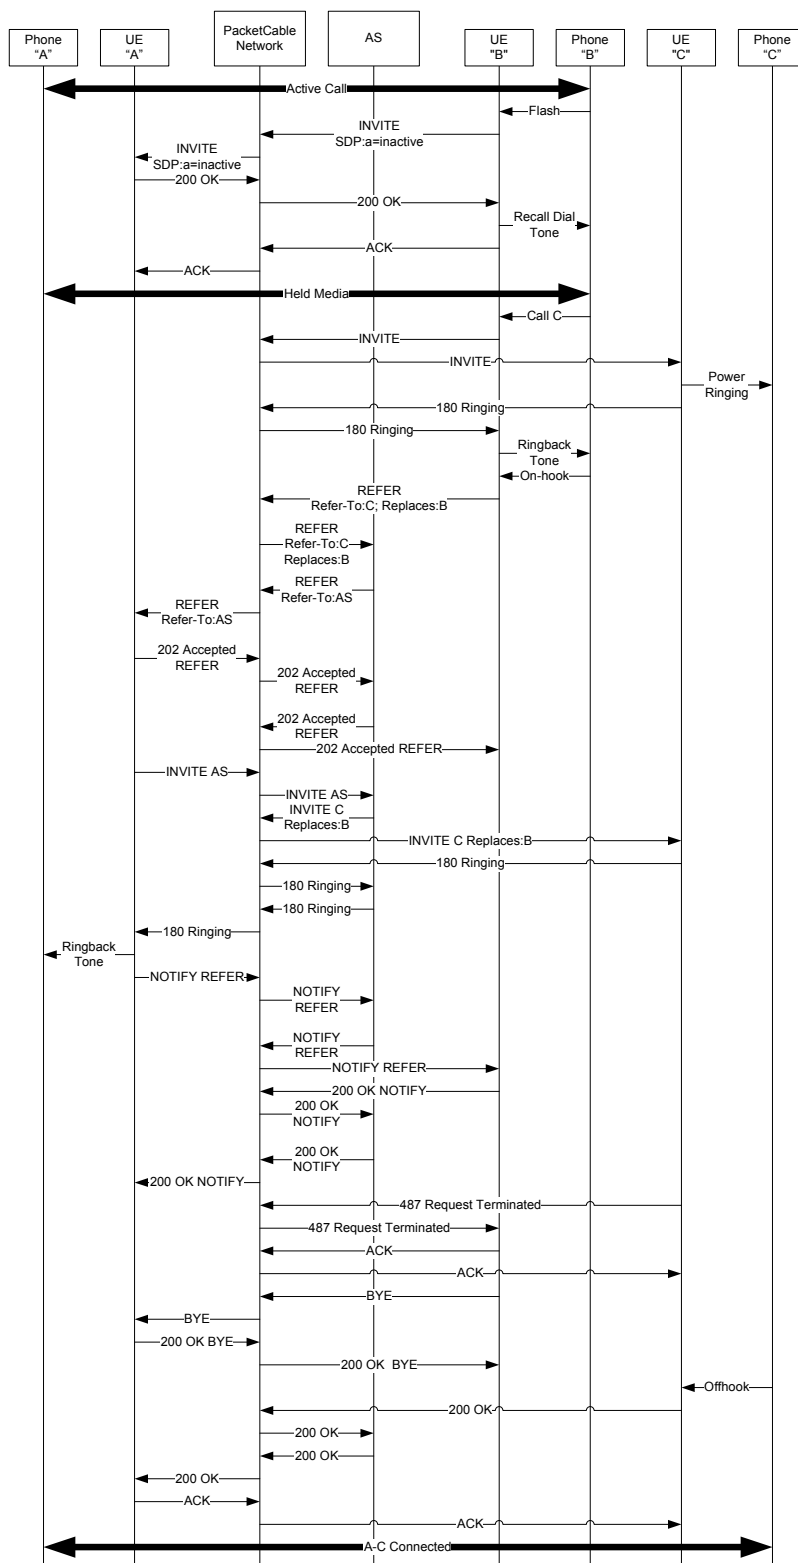 Phone
“A”
UE
“A”
PacketCable
Network
AS
UE
"B"
Phone
“B”
UE
"C"
Phone
“C”
Active Call
Flash
INVITE
SDP:a=inactive
INVITE
SDP:a=inactive
200 OK
200 OK
Recall Dial
Tone
ACK
ACK
Held Media
Call C
INVITE
INVITE
Power
Ringing
180 Ringing
180 Ringing
Ringback
Tone
On-hook
REFER
Refer-To:C; Replaces:B
REFER
Refer-To:C
Replaces:B
REFER
Refer-To:AS
REFER
Refer-To:AS
202 Accepted
REFER
202 Accepted
REFER
202 Accepted
REFER
202 Accepted REFER
INVITE AS
INVITE AS
INVITE C
Replaces:B
INVITE C Replaces:B
180 Ringing
180 Ringing
180 Ringing
180 Ringing
Ringback
Tone
NOTIFY REFER
NOTIFY
REFER
NOTIFY
REFER
NOTIFY REFER
200 OK NOTIFY
200 OK
NOTIFY
200 OK
NOTIFY
200 OK NOTIFY
487 Request Terminated
487 Request Terminated
ACK
ACK
BYE
BYE
200 OK BYE
200 OK  BYE
Offhook
200 OK
200 OK
200 OK
200 OK
ACK
ACK
A-C Connected